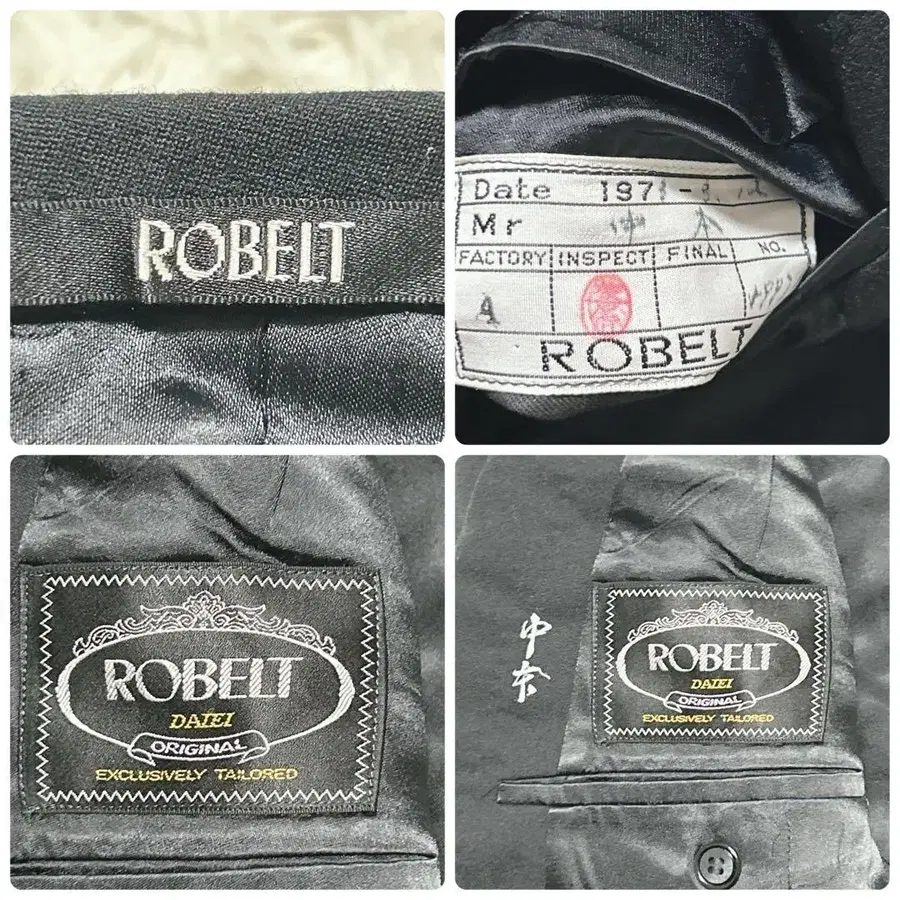 ROBELT
Date 197
Mr 中
FACTORY INSPECT FINAL NO.
A
ROBELT
ROBELT
DAIEI
ORIGINAL
EXCLUSIVELY TAILORED
中
ROBELT
DAIEI
ORIGINAL
EXCLUSIVELY TAILORED